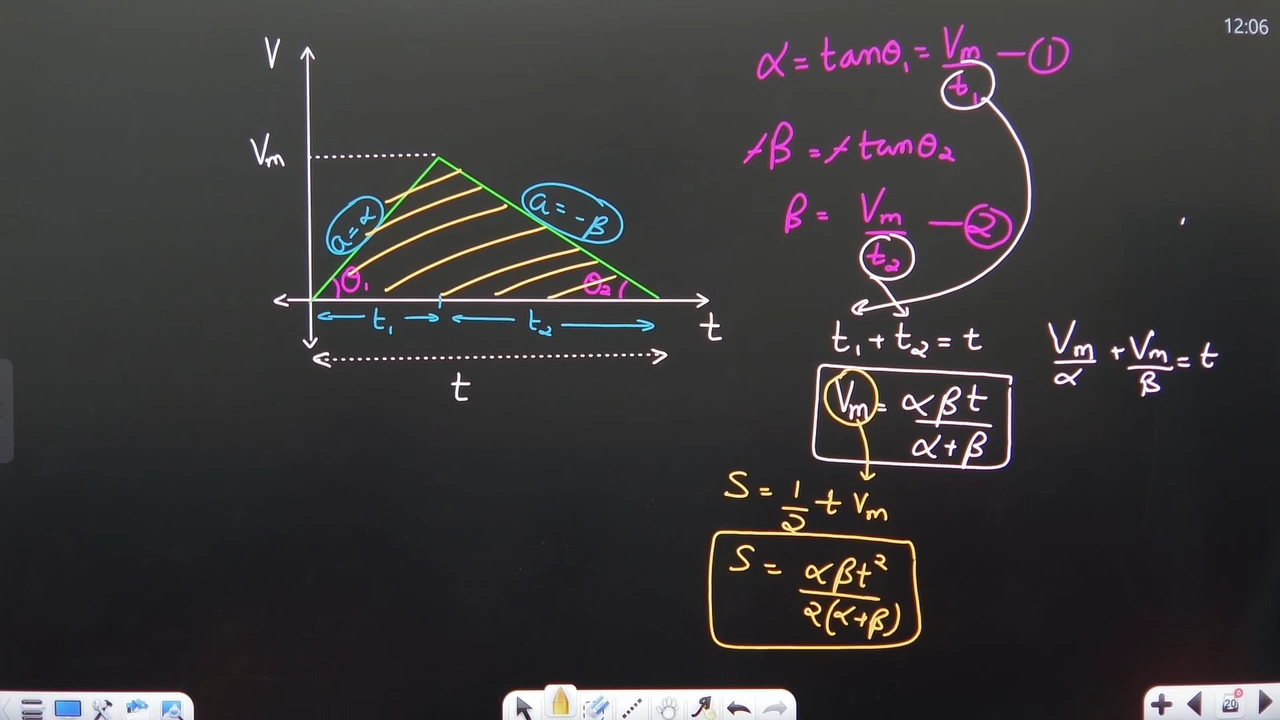 12:06
V
Vm
a=α
a=-β
θ₁
θ₂
t₁
t₂
t
t
α = tanθ₁ = Vm/t₁ — ①
-β = -tanθ₂
β = Vm/t₂ — ②
t₁ + t₂ = t
Vm/α + Vm/β = t
Vm = αβt/(α+β)
S = 1/2 t Vm
S = αβt²/2(α+β)
20